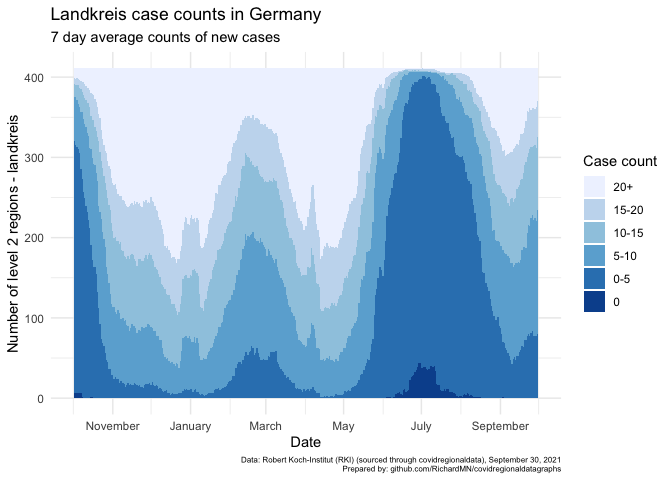 Landkreis case counts in Germany
7 day average counts of new cases
Number of level 2 regions - landkreis
400
300
200
100
0
November January March May July September
Date
Case count
20+
15-20
10-15
5-10
0-5
0
Data: Robert Koch-Institut (RKI) (sourced through covidregionaldata), September 30, 2021
Prepared by: github.com/RichardMN/covidregionaldatagraphs